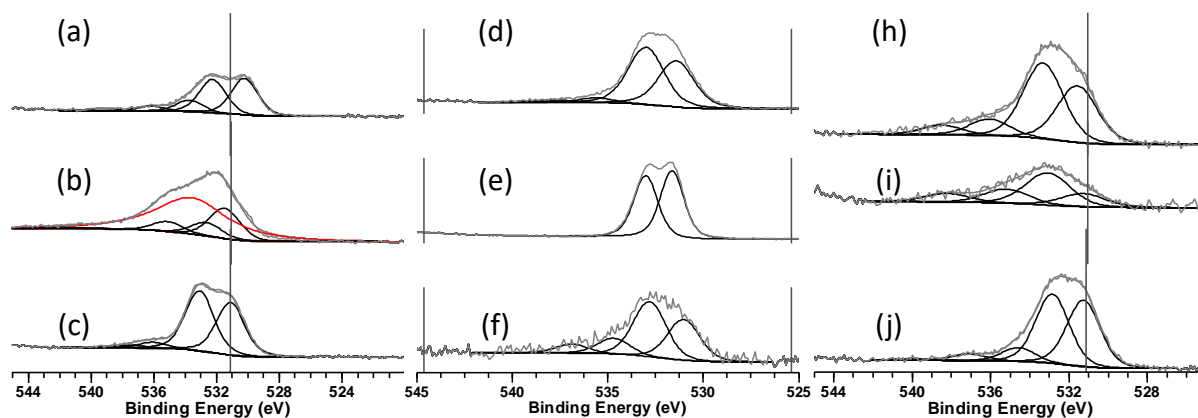 (a)
(d)
(h)
(b)
(e)
(i)
(c)
(f)
(j)
544 540 536 532 528 524
Binding Energy (eV)
545 540 535 530 525
Binding Energy (eV)
540 536 532 528
Binding Energy (eV)